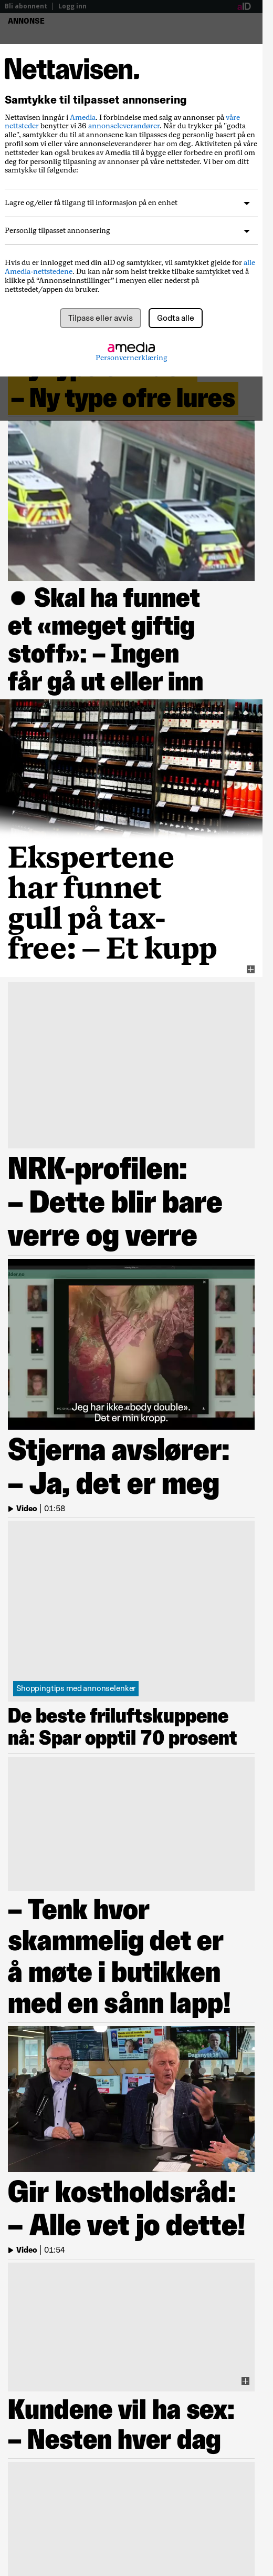 Bli abonnent | Logg inn
aID
ANNONSE
Nettavisen.
Samtykke til tilpasset annonsering
Nettavisen inngår i Amedia. I forbindelse med salg av annonser på våre
nettsteder benytter vi 36 annonseleverandører. Når du trykker på "godta
alle", samtykker du til at annonsene kan tilpasses deg personlig basert på en
profil som vi eller våre annonseleverandører har om deg. Aktiviteten på våre
nettsteder kan også brukes av Amedia til å bygge eller forbedre en profil om
deg for personlig tilpasning av annonser på våre nettsteder. Vi ber om ditt
samtykke til følgende:
Lagre og/eller få tilgang til informasjon på en enhet
Personlig tilpasset annonsering
Hvis du er innlogget med din aID og samtykker, vil samtykket gjelde for alle
Amedia-nettstedene. Du kan når som helst trekke tilbake samtykket ved å
klikke på “Annonseinnstillinger” i menyen eller nederst på
nettstedet/appen du bruker.
Tilpass eller avvis
Godta alle
amedia
Personvernerklæring
– Ny type ofre lures
Skal ha funnet
et «meget giftig
stoff»: – Ingen
får gå ut eller inn
Ekspertene
har funnet
gull på tax-
free: – Et kupp
NRK-profilen:
– Dette blir bare
verre og verre
Jeg har ikke «body double».
Det er min kropp.
Stjerna avslører:
– Ja, det er meg
Video | 01:58
Shoppingtips med annonselenker
De beste friluftskuppene
nå: Spar opptil 70 prosent
– Tenk hvor
skammelig det er
å møte i butikken
med en sånn lapp!
Gir kostholdsråd:
– Alle vet jo dette!
Video | 01:54
Kundene vil ha sex:
– Nesten hver dag